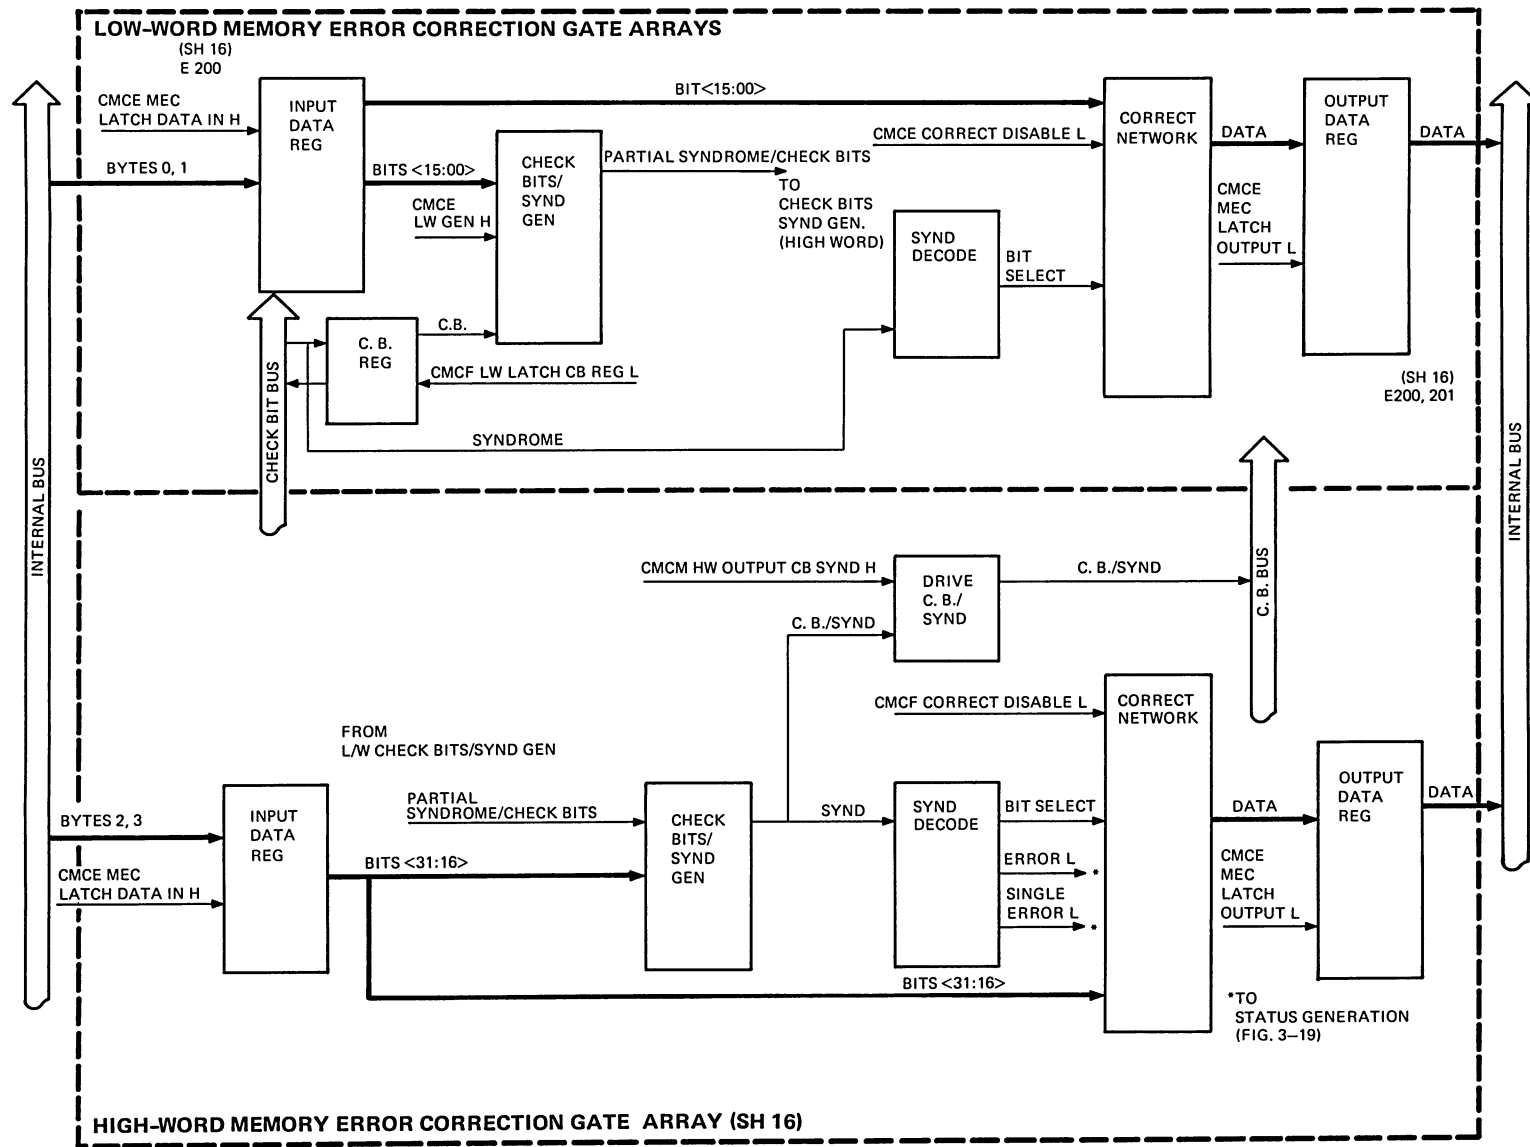 LOW–WORD MEMORY ERROR CORRECTION GATE ARRAYS
(SH 16)
E 200
CMCE MEC
LATCH DATA IN H
BYTES 0, 1
INPUT
DATA
REG
BIT<15:00>
BITS <15:00>
CMCE
LW GEN H
CHECK
BITS/
SYND
GEN
PARTIAL SYNDROME/CHECK BITS
TO
CHECK BITS
SYND GEN.
(HIGH WORD)
CMCE CORRECT DISABLE L
SYND
DECODE
BIT
SELECT
CORRECT
NETWORK
DATA
CMCE
MEC
LATCH
OUTPUT L
OUTPUT
DATA
REG
DATA
(SH 16)
E200, 201
C. B.
REG
C.B.
CMCF LW LATCH CB REG L
SYNDROME
CHECK BIT BUS
INTERNAL BUS
INTERNAL BUS
CMCM HW OUTPUT CB SYND H
DRIVE
C. B./
SYND
C. B./SYND
C. B./SYND
C. B. BUS
CMCF CORRECT DISABLE L
CORRECT
NETWORK
FROM
L/W CHECK BITS/SYND GEN
PARTIAL
SYNDROME/CHECK BITS
BYTES 2, 3
CMCE MEC
LATCH DATA IN H
INPUT
DATA
REG
BITS <31:16>
CHECK
BITS/
SYND
GEN
SYND
SYND
DECODE
BIT SELECT
ERROR L
*
SINGLE
ERROR L
*
BITS <31:16>
DATA
CMCE
MEC
LATCH
OUTPUT L
OUTPUT
DATA
REG
DATA
*TO
STATUS GENERATION
(FIG. 3–19)
HIGH–WORD MEMORY ERROR CORRECTION GATE ARRAY (SH 16)